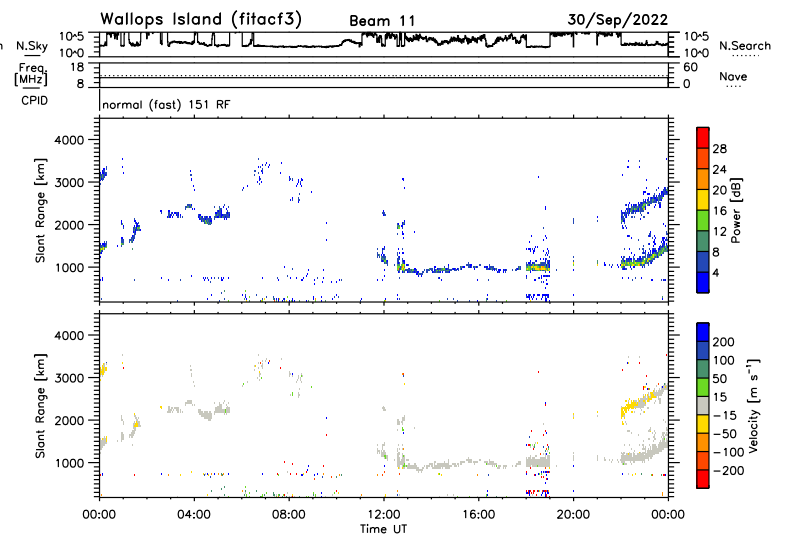 Wallops Island (fitacf3) Beam 11 30/Sep/2022
n N.Sky 10^5 10^5 N.Search
10^0 10^0
Freq. 18 60 Nave
[MHz] 8 0
CPID normal (fast) 151 RF
4000
3000
2000
1000
Slant Range [km]
28
24
20
16
12
8
4
Power [dB]
4000
3000
2000
1000
Slant Range [km]
200
100
50
15
−15
−50
−100
−200
Velocity [m s⁻¹]
00:00 04:00 08:00 12:00 16:00 20:00 00:00
Time UT